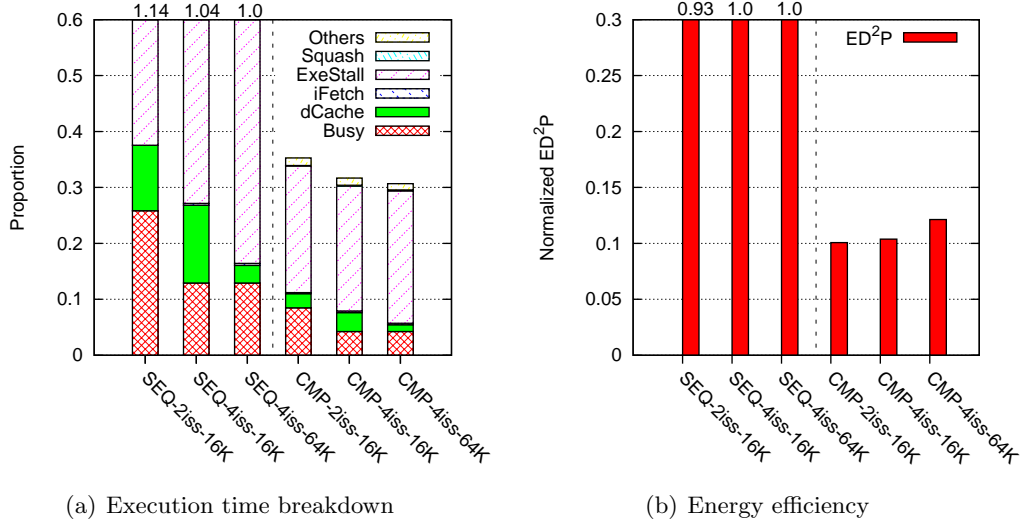 1.14 1.04 1.0
0.6
0.5
0.4
0.3
0.2
0.1
0
Proportion
Others
Squash
ExeStall
iFetch
dCache
Busy
SEQ-2iss-16K
SEQ-4iss-16K
SEQ-4iss-64K
CMP-2iss-16K
CMP-4iss-16K
CMP-4iss-64K
(a) Execution time breakdown
0.93 1.0 1.0
0.3
0.25
0.2
0.15
0.1
0.05
0
Normalized ED²P
ED²P
SEQ-2iss-16K
SEQ-4iss-16K
SEQ-4iss-64K
CMP-2iss-16K
CMP-4iss-16K
CMP-4iss-64K
(b) Energy efficiency